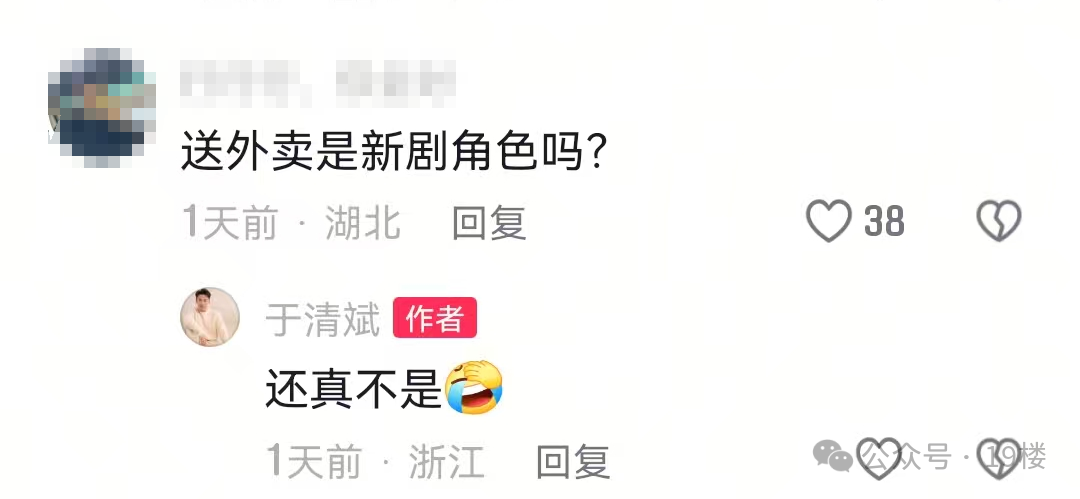 送外卖是新剧角色吗?
1天前 · 湖北 回复 38
于清斌 作者
还真不是
1天前 · 浙江 回复
公众号 · 19楼